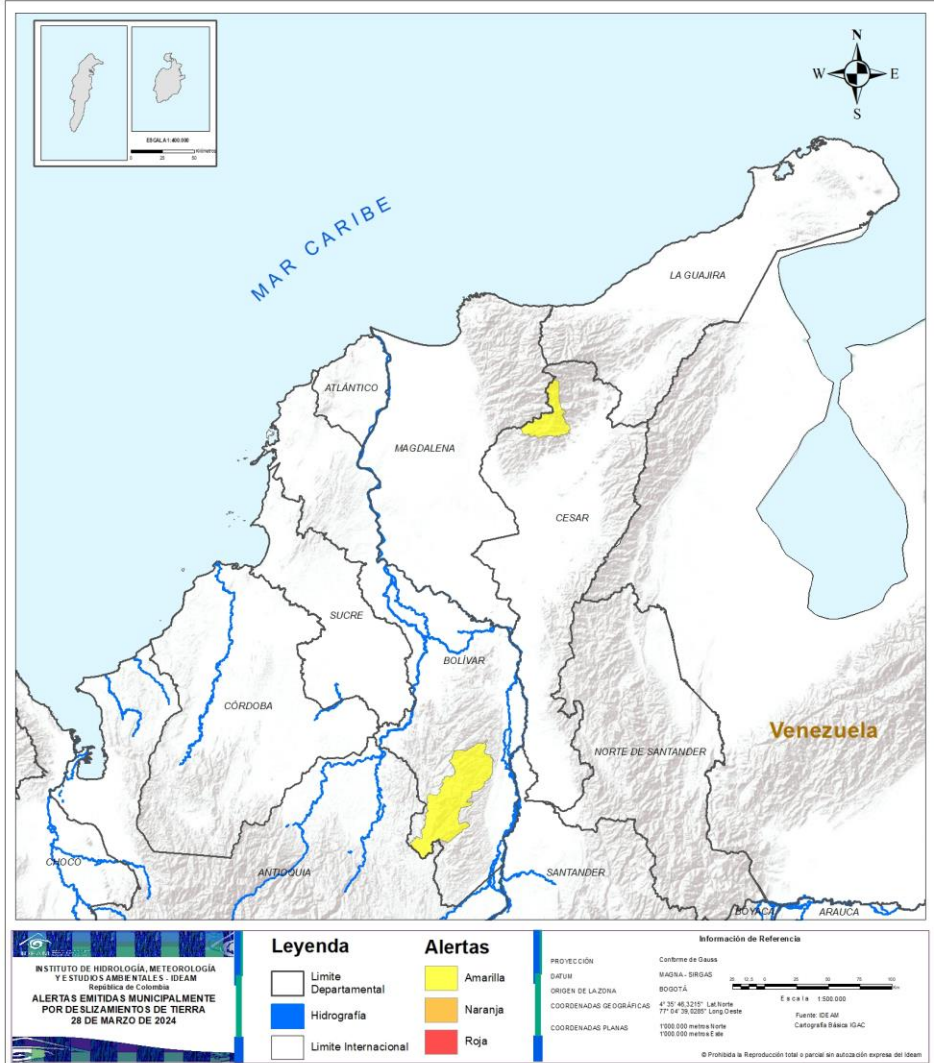 N
W E
S
ESCALA 1:400.000
0 25 50
MAR CARIBE
LA GUAJIRA
ATLÁNTICO
MAGDALENA
CESAR
SUCRE
BOLÍVAR
CÓRDOBA
NORTE DE SANTANDER
Venezuela
CHOCÓ
ANTIOQUIA
SANTANDER
BOYACÁ
ARAUCA
INSTITUTO DE HIDROLOGÍA, METEOROLOGÍA
Y ESTUDIOS AMBIENTALES - IDEAM
República de Colombia
ALERTAS EMITIDAS MUNICIPALMENTE
POR DESLIZAMIENTOS DE TIERRA
28 DE MARZO DE 2024
Leyenda
Limite
Departamental
Hidrografía
Limite Internacional
Alertas
Amarilla
Naranja
Roja
Información de Referencia
PROYECCIÓN Conforme de Gauss
DATUM MAGNA - SIRGAS
ORIGEN DE LA ZONA BOGOTÁ
COORDENADAS GEOGRÁFICAS 4° 35' 46,3215" Lat.Norte
77° 04' 39,0285" Long.Oeste
COORDENADAS PLANAS 1'000.000 metros Norte
1'000.000 metros Este
Escala 1:500.000
Fuente: IDEAM
Cartografía Básica: IGAC
© Prohibida la Reproducción total o parcial sin autorización expresa del Ideam